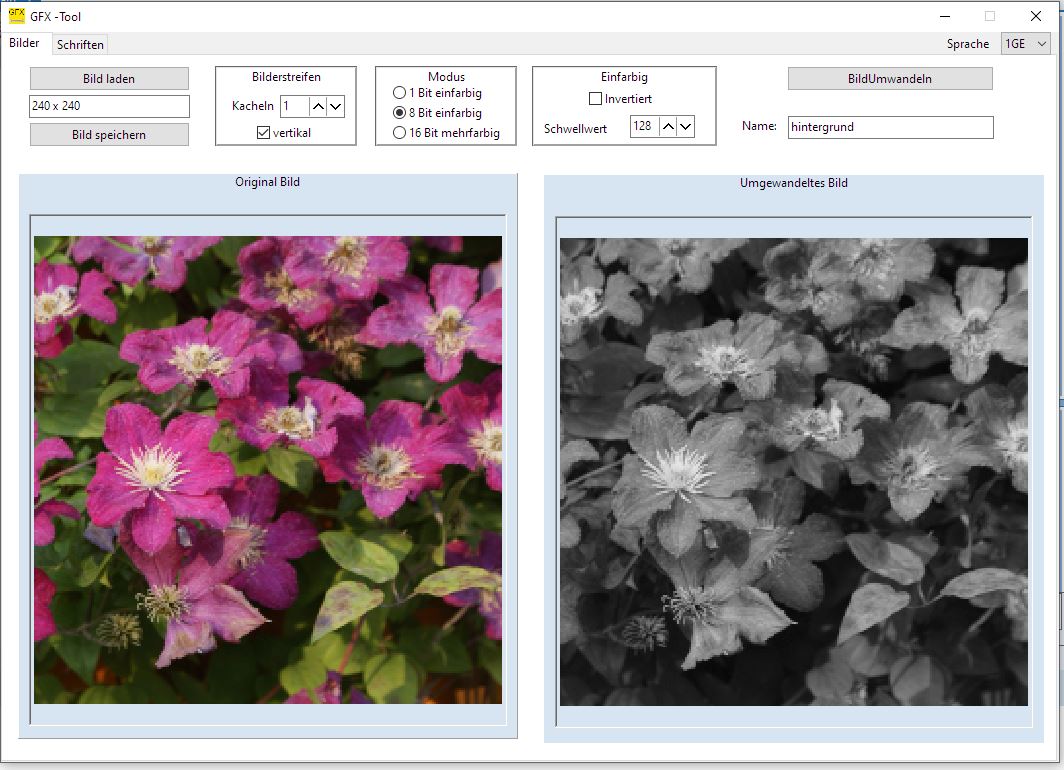 GFX GFX -Tool
Bilder Schriften Sprache 1GE
Bild laden
240 x 240
Bild speichern
Bilderstreifen
Kacheln 1
vertikal
Modus
1 Bit einfarbig
8 Bit einfarbig
16 Bit mehrfarbig
Einfarbig
Invertiert
Schwellwert 128
BildUmwandeln
Name: hintergrund
Original Bild
Umgewandeltes Bild